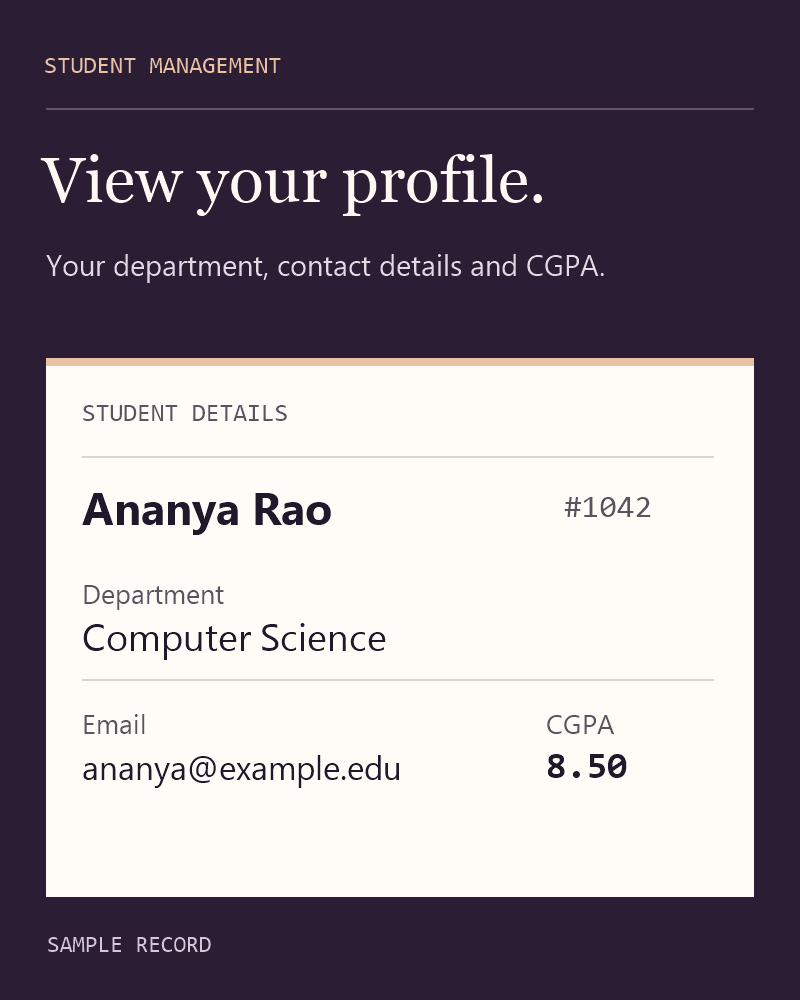 STUDENT MANAGEMENT
View your profile.
Your department, contact details and CGPA.
STUDENT DETAILS
Ananya Rao #1042
Department
Computer Science
Email CGPA
ananya@example.edu 8.50
SAMPLE RECORD